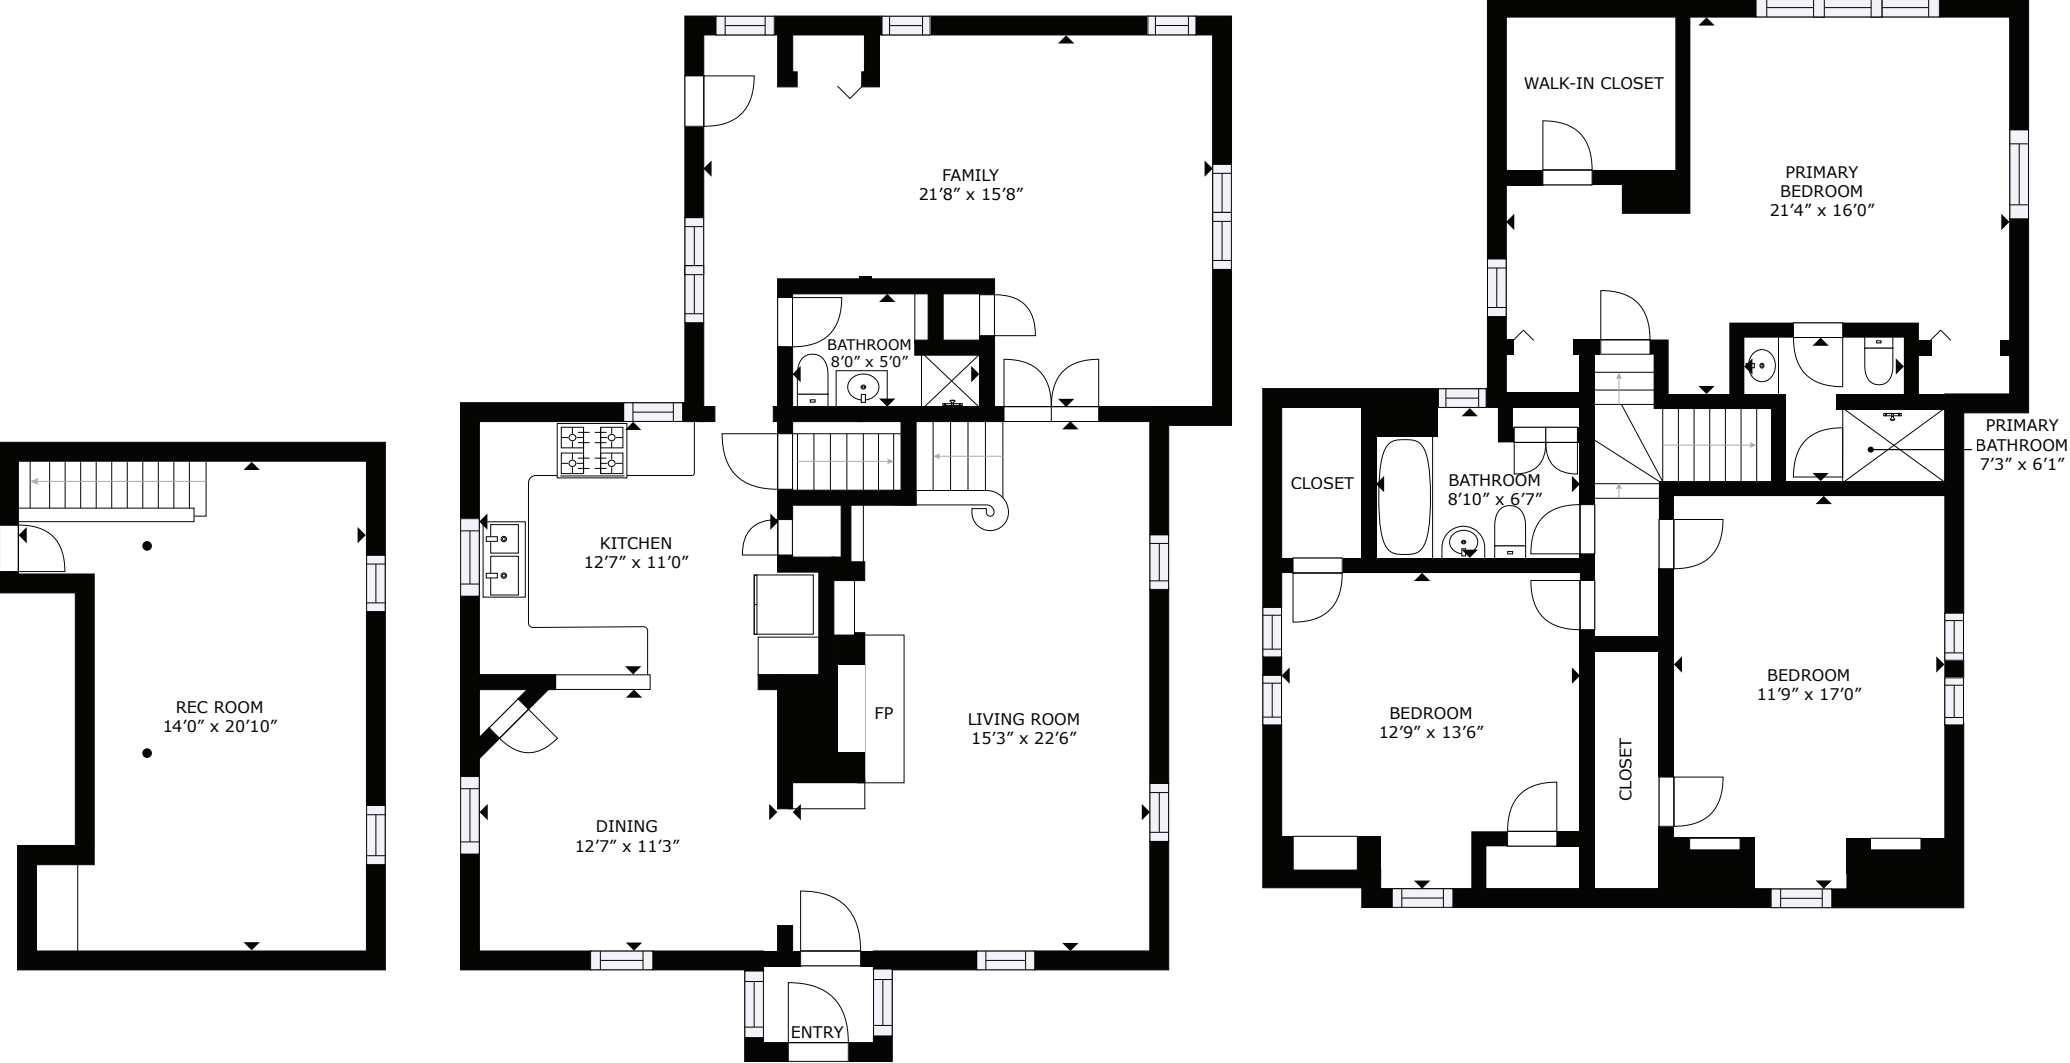 REC ROOM
14’0” x 20’10”
FAMILY
21’8” x 15’8”
BATHROOM
8’0” x 5’0”
KITCHEN
12’7” x 11’0”
FP
LIVING ROOM
15’3” x 22’6”
DINING
12’7” x 11’3”
ENTRY
WALK-IN CLOSET
PRIMARY
BEDROOM
21’4” x 16’0”
PRIMARY
BATHROOM
7’3” x 6’1”
CLOSET
BATHROOM
8’10” x 6’7”
BEDROOM
12’9” x 13’6”
CLOSET
BEDROOM
11’9” x 17’0”